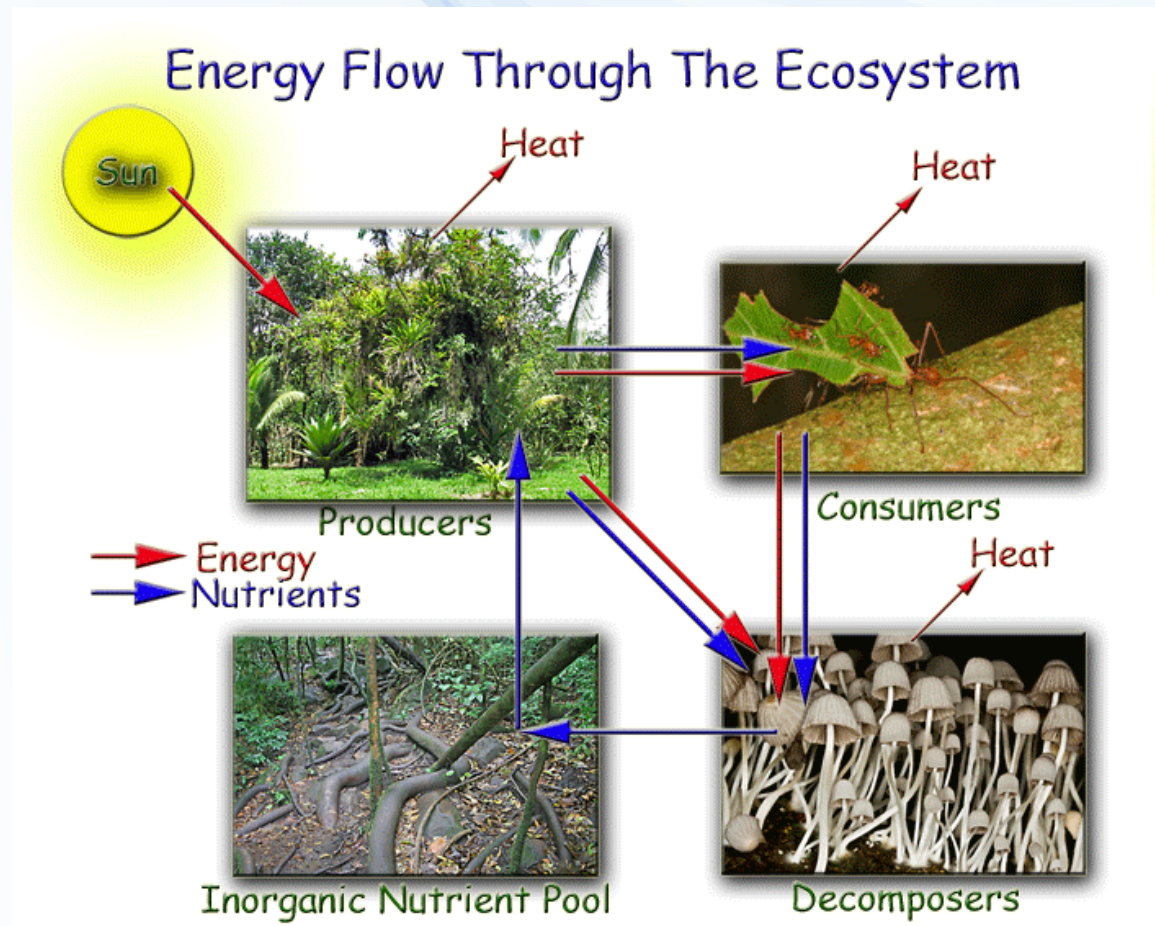 Energy Flow Through The Ecosystem
Sun
Heat
Heat
Producers
Consumers
Energy
Nutrients
Heat
Inorganic Nutrient Pool
Decomposers